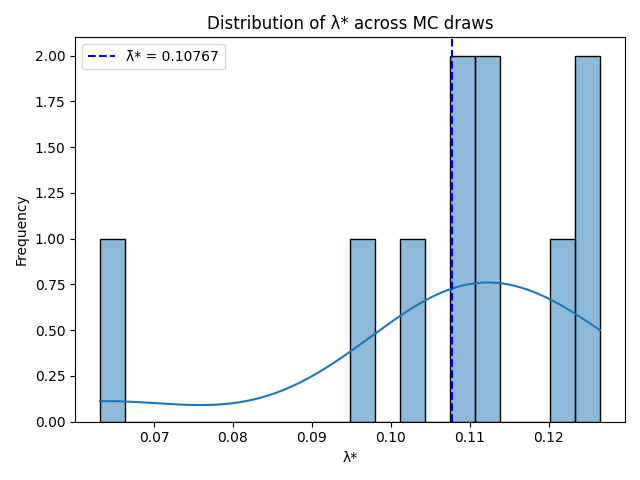 Distribution of λ* across MC draws
λ̄* = 0.10767
Frequency
2.00
1.75
1.50
1.25
1.00
0.75
0.50
0.25
0.00
0.07 0.08 0.09 0.10 0.11 0.12
λ*